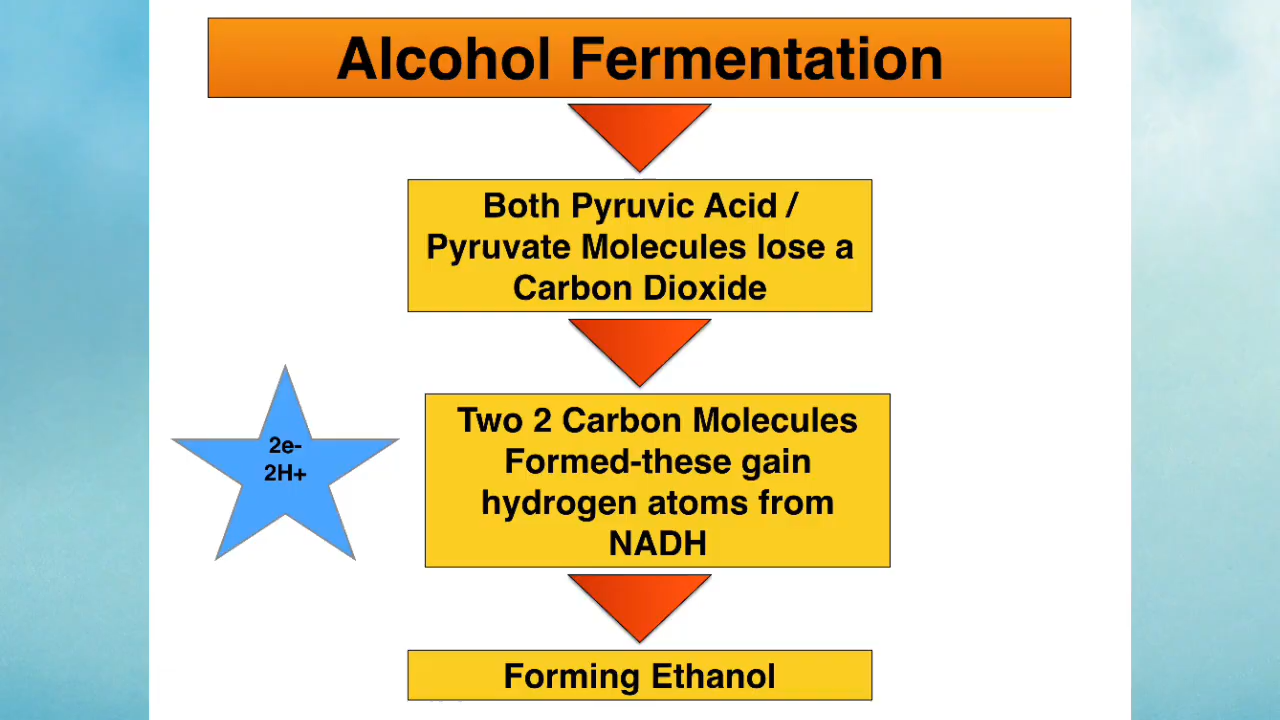 Alcohol Fermentation
Both Pyruvic Acid /
Pyruvate Molecules lose a
Carbon Dioxide
2e-
2H+
Two 2 Carbon Molecules
Formed-these gain
hydrogen atoms from
NADH
Forming Ethanol